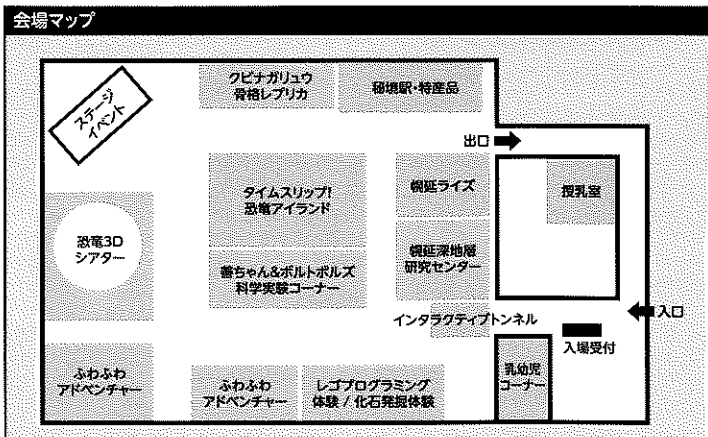 会場マップ
ステージ
イベント
クビナガリュウ
骨格レプリカ
秘境駅・特産品
出口
タイムスリップ!
恐竜アイランド
幌延ライズ
授乳室
恐竜3D
シアター
善ちゃん&ボルトボルズ
科学実験コーナー
幌延深地層
研究センター
インタラクティブトンネル
入口
入場受付
ふわふわ
アドベンチャー
ふわふわ
アドベンチャー
レゴプログラミング
体験 / 化石発掘体験
乳幼児
コーナー